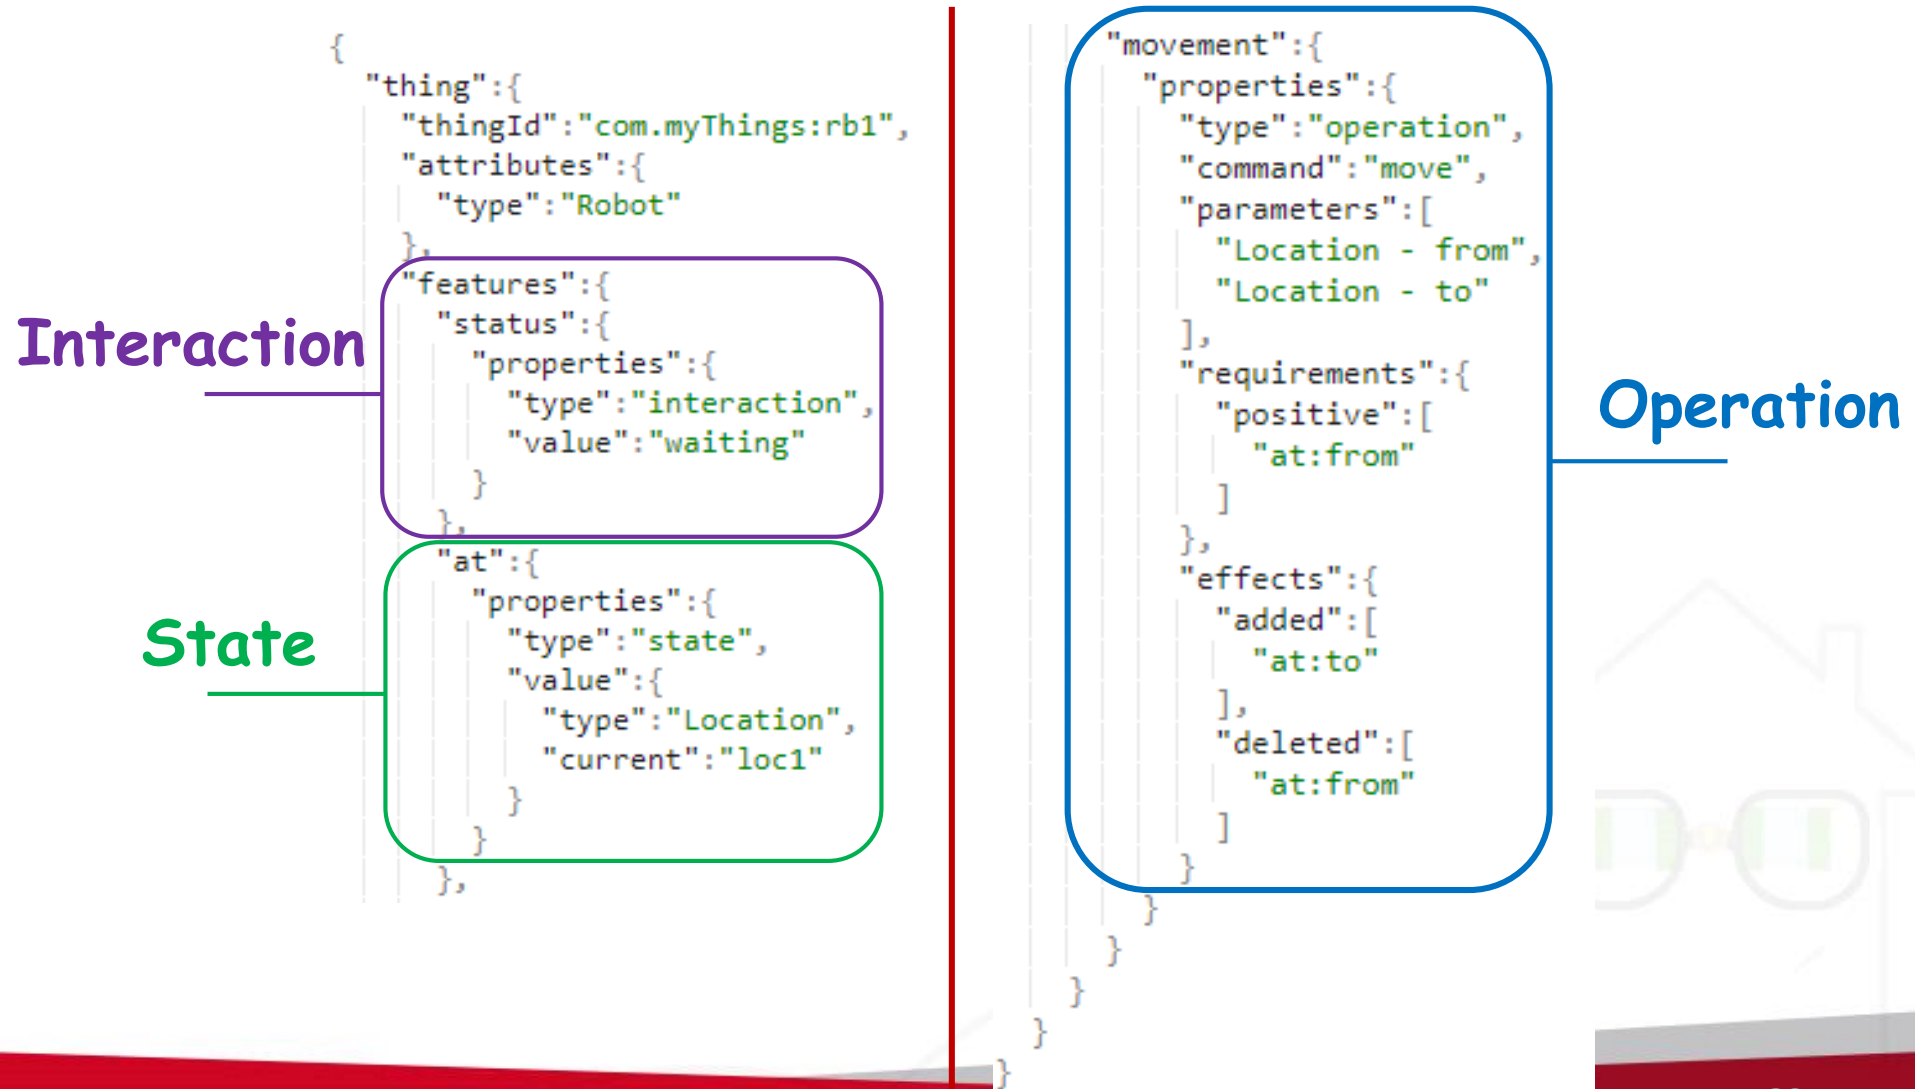 {
"thing":{
"thingId":"com.myThings:rb1",
"attributes":{
"type":"Robot"
},
"features":{
"status":{
"properties":{
"type":"interaction",
"value":"waiting"
}
},
"at":{
"properties":{
"type":"state",
"value":{
"type":"Location",
"current":"loc1"
}
}
},
Interaction
State
"movement":{
"properties":{
"type":"operation",
"command":"move",
"parameters":[
"Location - from",
"Location - to"
],
"requirements":{
"positive":[
"at:from"
]
},
"effects":{
"added":[
"at:to"
],
"deleted":[
"at:from"
]
}
}
}
}
}
}
Operation